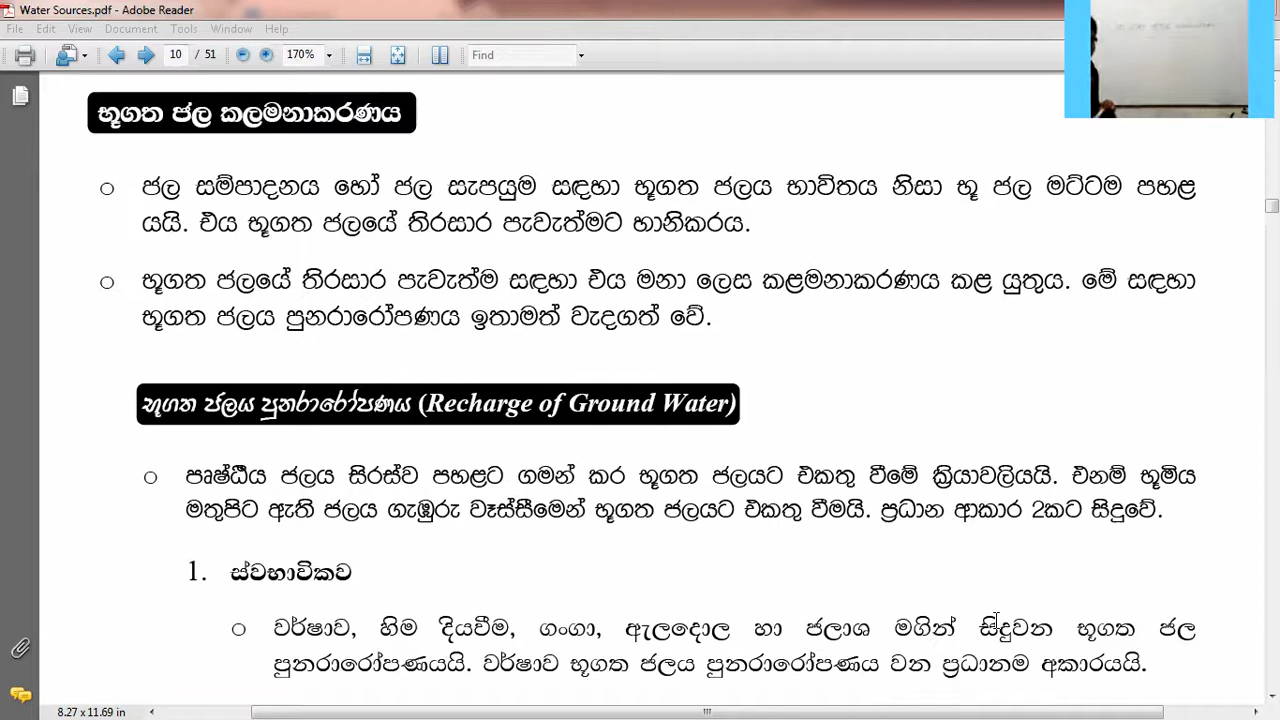 Water Sources.pdf - Adobe Reader
File Edit View Document Tools Window Help
10 / 51 170% Find
භූගත ජල කලමනාකරණය
ජල සම්පාදනය හෝ ජල සැපයුම සඳහා භූගත ජලය භාවිතය නිසා භූ ජල මට්ටම පහළ
යයි. එය භූගත ජලයේ තිරසාර පැවැත්මට හානිකරය.
භූගත ජලයේ තිරසාර පැවැත්ම සඳහා එය මනා ලෙස කළමනාකරණය කළ යුතුය. මේ සඳහා
භූගත ජලය පුනරාරෝපණය ඉතාමත් වැදගත් වේ.
භූගත ජලය පුනරාරෝපණය (Recharge of Ground Water)
පෘෂ්ඨීය ජලය සිරස්ව පහළට ගමන් කර භූගත ජලයට එකතු වීමේ ක්‍රියාවලියයි. එනම් භූමිය
මතුපිට ඇති ජලය ගැඹුරු වෑස්සීමෙන් භූගත ජලයට එකතු වීමයි. ප්‍රධාන ආකාර 2කට සිදුවේ.
1. ස්වභාවිකව
වර්ෂාව, හිම දියවීම, ගංගා, ඇලදොල හා ජලාශ මගින් සිදුවන භූගත ජල
පුනරාරෝපණයයි. වර්ෂාව භූගත ජලය පුනරාරෝපණය වන ප්‍රධානම අකාරයයි.
8.27 x 11.69 in